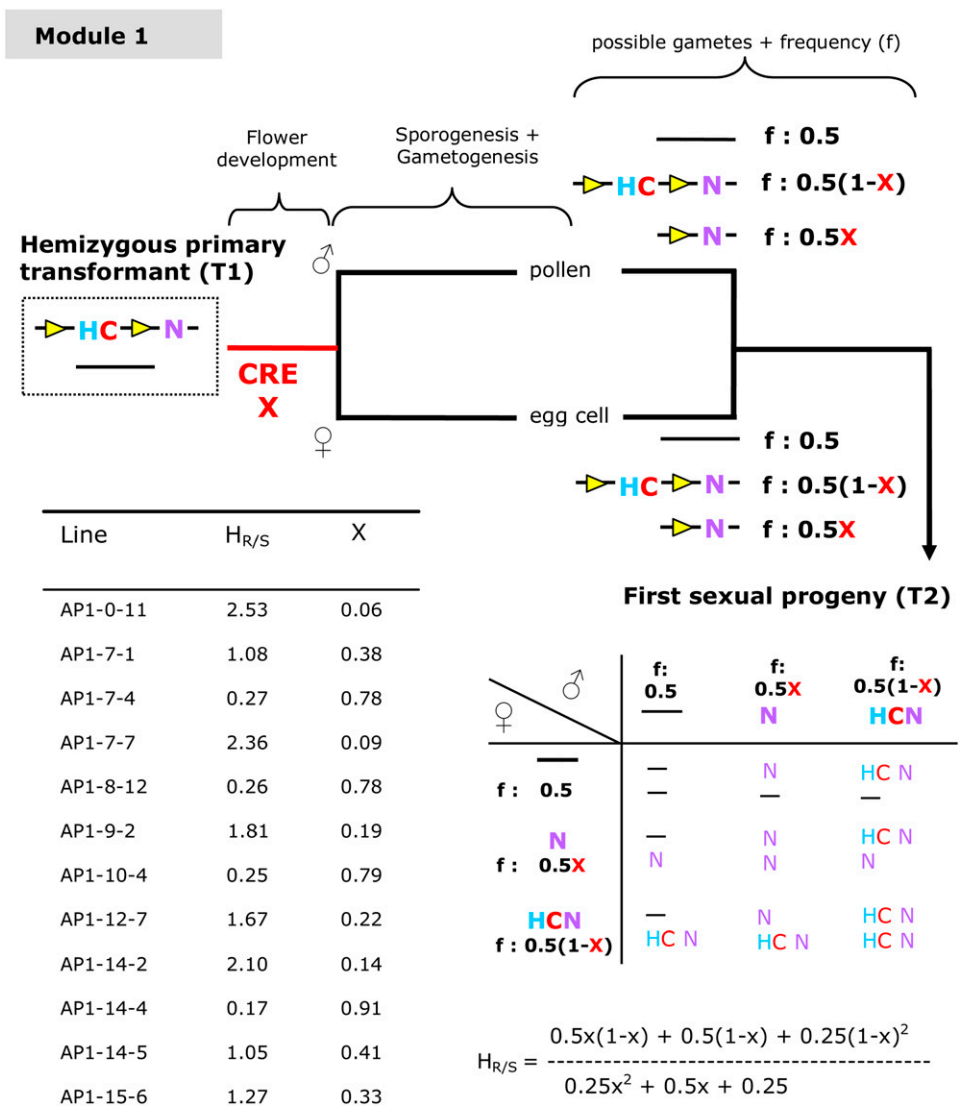 Module 1
possible gametes + frequency (f)
Flower
development
Sporogenesis +
Gametogenesis
f : 0.5
HC N f : 0.5(1-X)
N f : 0.5X
Hemizygous primary
transformant (T1)
♂
pollen
HC N
CRE
X
♀
egg cell
f : 0.5
HC N f : 0.5(1-X)
N f : 0.5X
First sexual progeny (T2)
Line H_R/S X
AP1-0-11 2.53 0.06
AP1-7-1 1.08 0.38
AP1-7-4 0.27 0.78
AP1-7-7 2.36 0.09
AP1-8-12 0.26 0.78
AP1-9-2 1.81 0.19
AP1-10-4 0.25 0.79
AP1-12-7 1.67 0.22
AP1-14-2 2.10 0.14
AP1-14-4 0.17 0.91
AP1-14-5 1.05 0.41
AP1-15-6 1.27 0.33
♂ f: f: f:
♀ 0.5 0.5X 0.5(1-X)
N HCN
N HC N
f : 0.5
N N HC N
f : 0.5X N N N
HCN N HC N
f : 0.5(1-X) HC N HC N HC N
0.5x(1-x) + 0.5(1-x) + 0.25(1-x)²
H_R/S = ------------------------------
0.25x² + 0.5x + 0.25